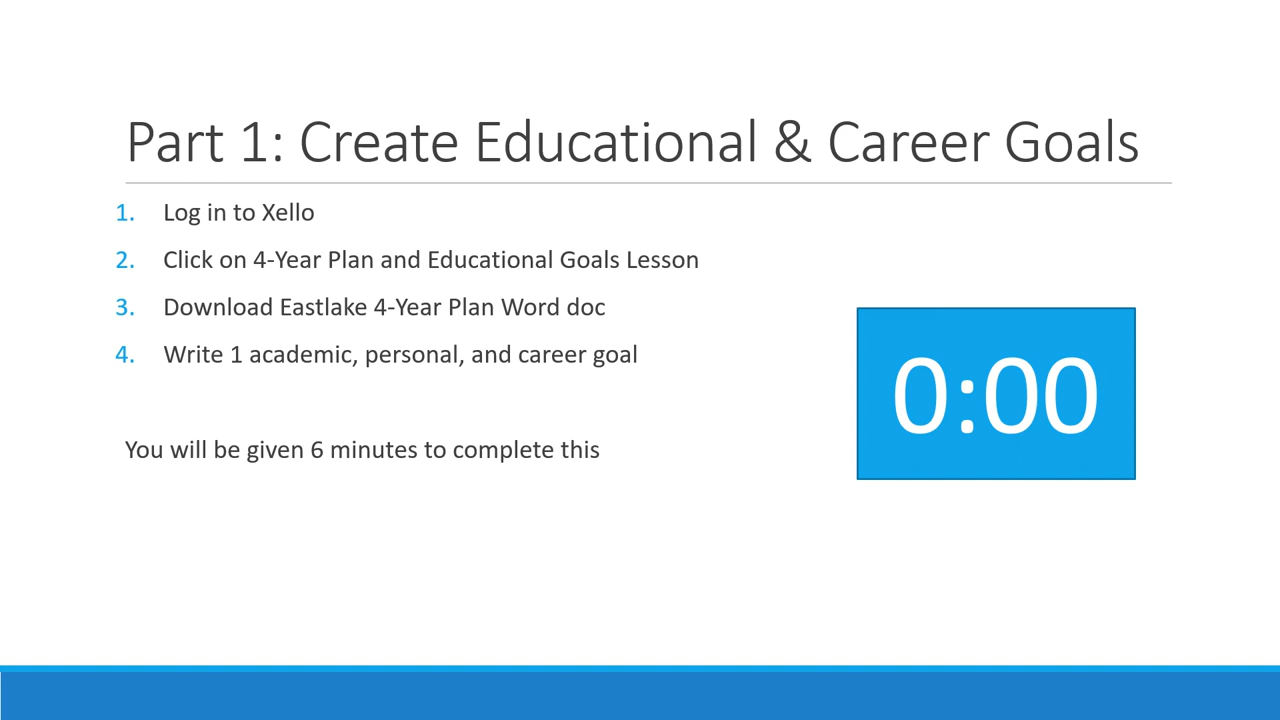 Part 1: Create Educational & Career Goals
1. Log in to Xello
2. Click on 4-Year Plan and Educational Goals Lesson
3. Download Eastlake 4-Year Plan Word doc
4. Write 1 academic, personal, and career goal
0:00
You will be given 6 minutes to complete this